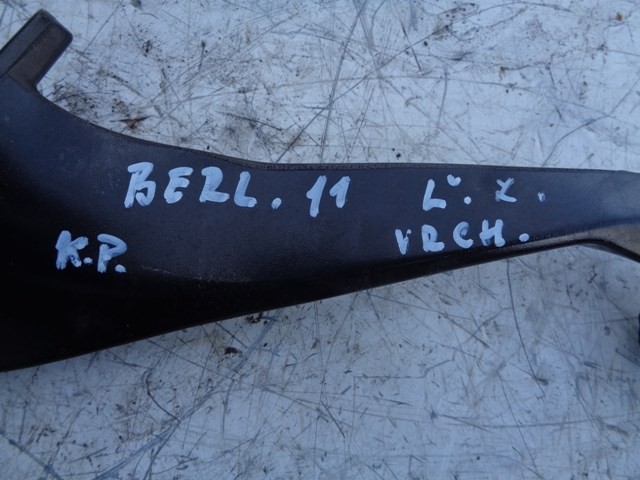 BERL. 11 L°. X.
K.P. VRCH.